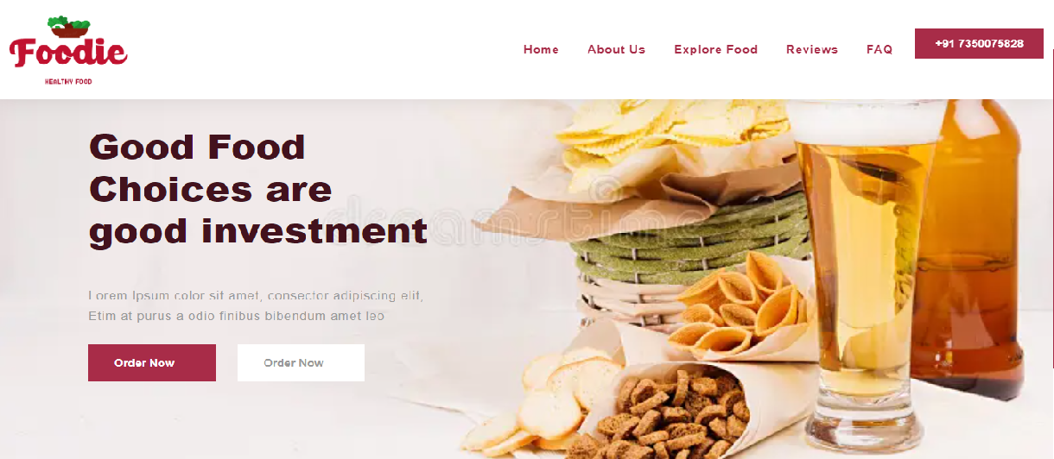 Foodie
HEALTHY FOOD
Home About Us Explore Food Reviews FAQ +91 7350075828
Good Food
Choices are
good investment
dreamstime
Lorem Ipsum color sit amet, consector adipiscing elit,
Etim at purus a odio finibus bibendum amet leo
Order Now Order Now